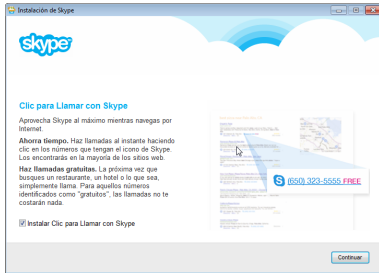 Instalación de Skype
skype
Clic para Llamar con Skype
Aprovecha Skype al máximo mientras navegas por
Internet.
Ahorra tiempo. Haz llamadas al instante haciendo
clic en los números que tengan el icono de Skype.
Los encontrarás en la mayoría de los sitios web.
Haz llamadas gratuitas. La próxima vez que
busques un restaurante, un hotel o lo que sea,
simplemente llama. Para aquellos números
identificados como "gratuitos", las llamadas no te
costarán nada.
(650) 323-5555 FREE
Instalar Clic para Llamar con Skype
Continuar